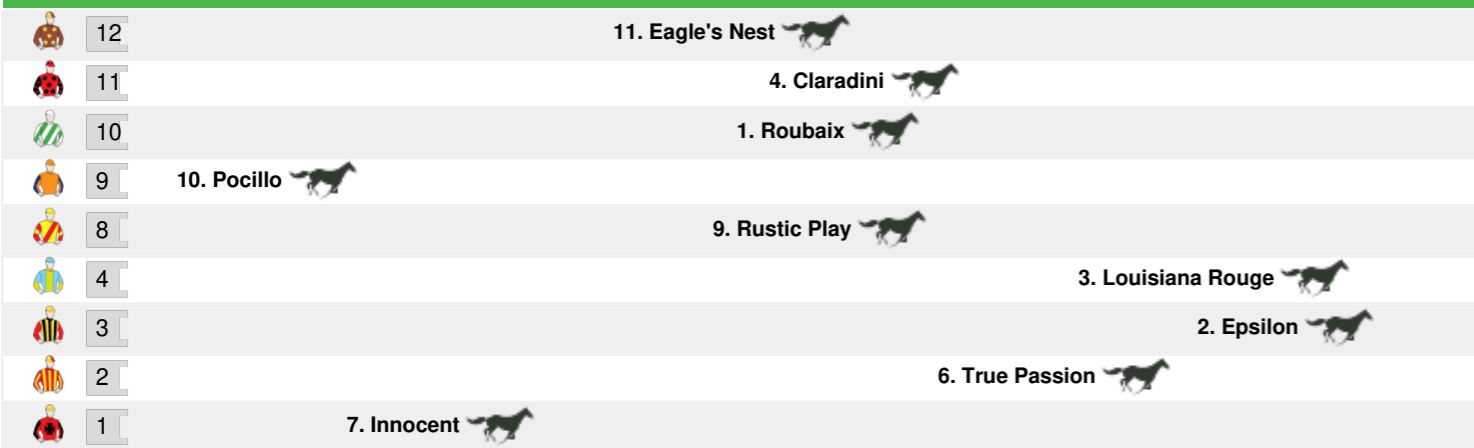 12 11. Eagle's Nest
11 4. Claradini
10 1. Roubaix
9 10. Pocillo
8 9. Rustic Play
4 3. Louisiana Rouge
3 2. Epsilon
2 6. True Passion
1 7. Innocent